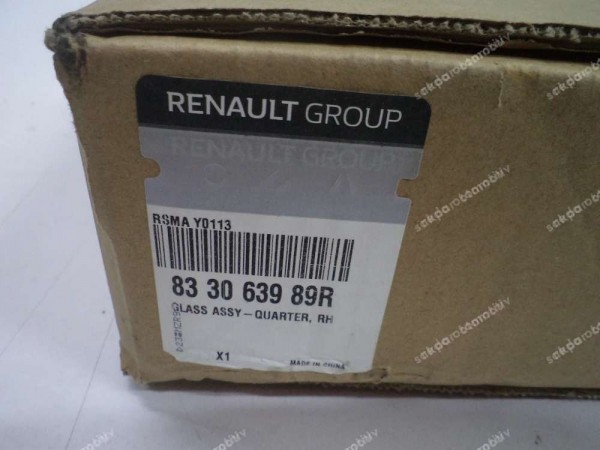 RENAULT GROUP
RENAULT GROUP
RSMA Y0113
83 30 639 89R
GLASS ASSY-QUARTER, RH
X1
MADE IN CHINA